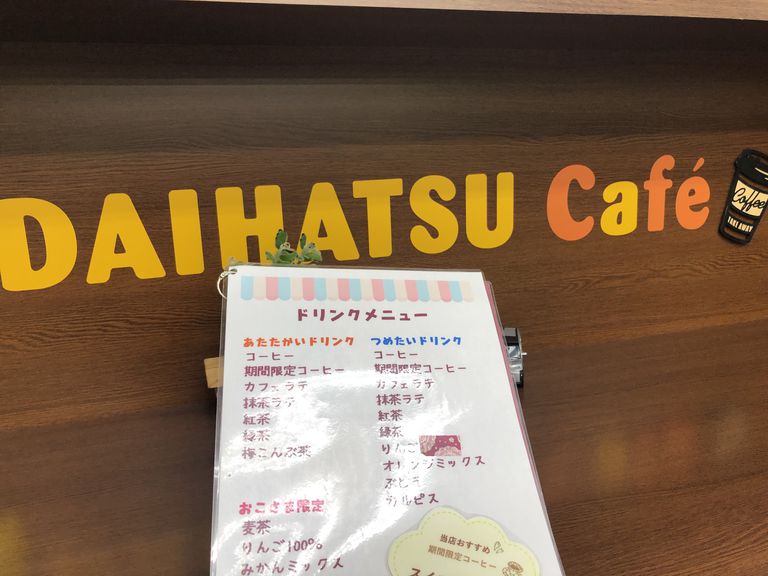 DAIHATSU Café
Coffee
TAKE AWAY
ドリンクメニュー
あたたかいドリンク
コーヒー
期間限定コーヒー
カフェラテ
抹茶ラテ
紅茶
緑茶
梅こんぶ茶
つめたいドリンク
コーヒー
期間限定コーヒー
カフェラテ
抹茶ラテ
紅茶
緑茶
りんご
オレンジミックス
ぶどう
カルピス
おこさま限定
麦茶
りんご100%
みかんミックス
当店おすすめ
期間限定コーヒー